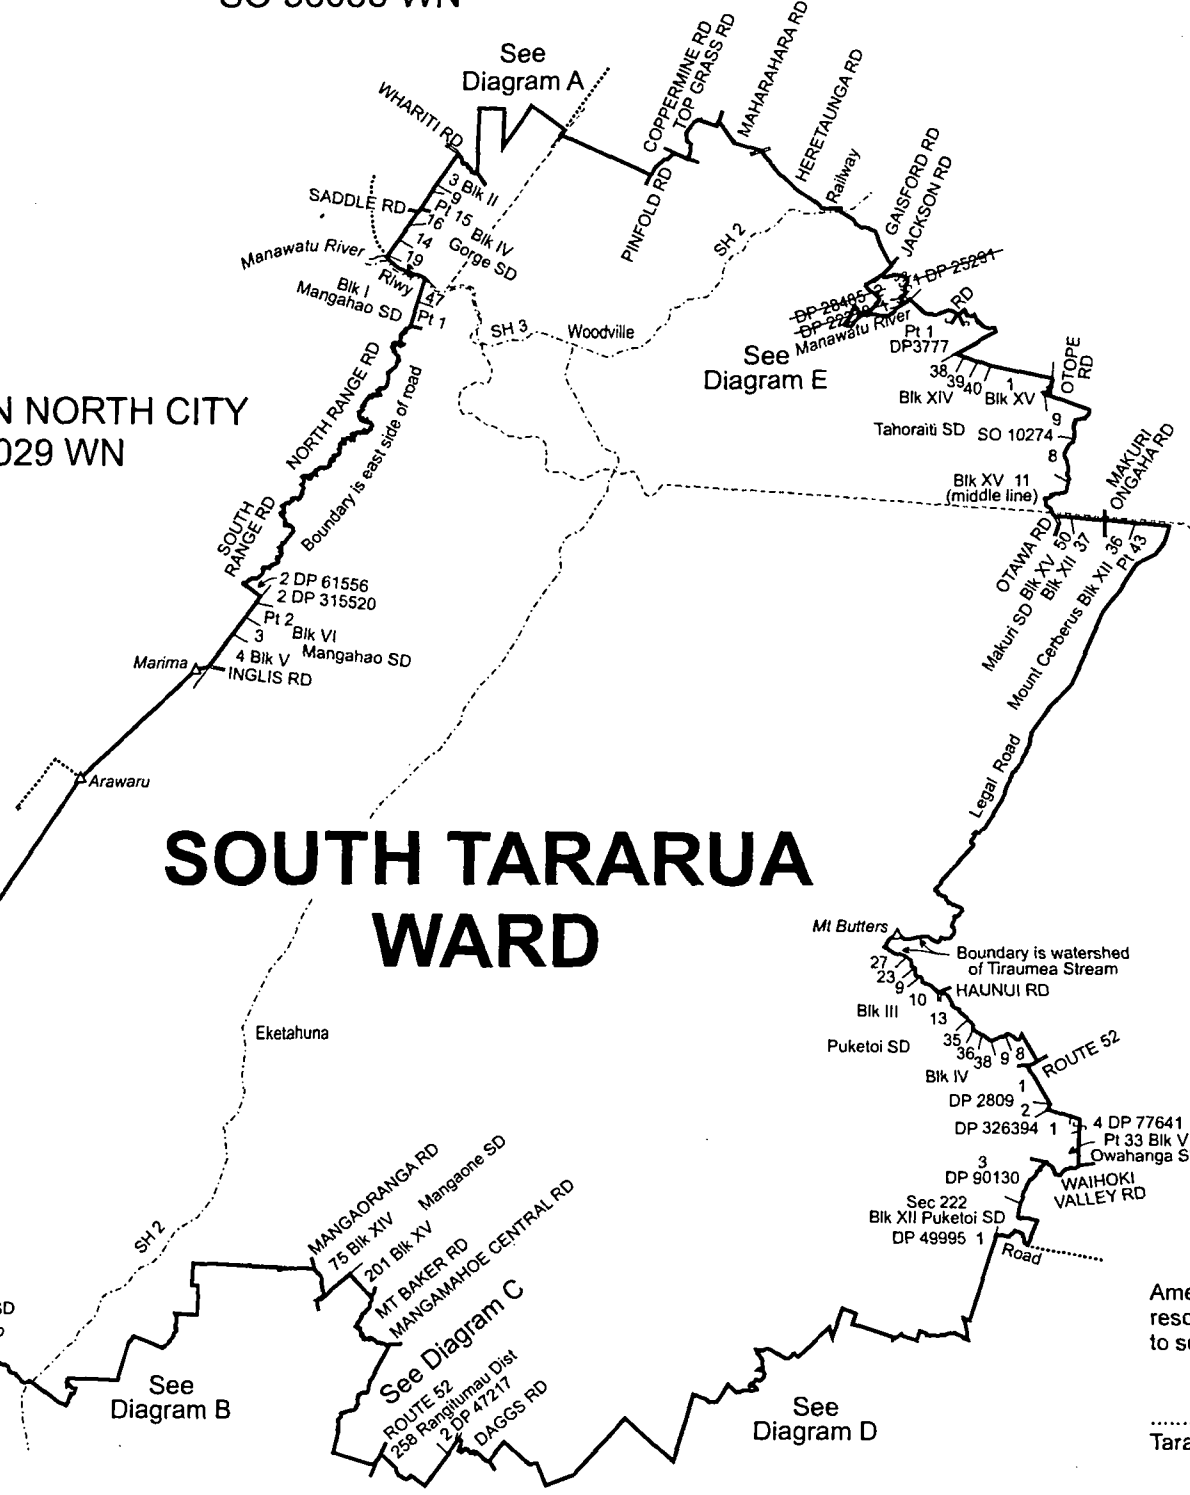 SO 36033 WN
See
Diagram A
WHARITI RD
COPPERMINE RD
TOP GRASS RD
MAHARAHARA RD
HERETAUNGA RD
Railway
GAISFORD RD
JACKSON RD
PINFOLD RD
SH 2
3 Blk II
9
Pt 15
SADDLE RD
16 Blk IV
14 Gorge SD
19
Manawatu River
Rlwy
Blk I
Mangahao SD
47
Pt 1
SH 3
Woodville
DP 25291
DP 28485
Manawatu River
RD
See
Diagram E
Pt 1
DP3777
38
39
40
1
Blk XIV
Blk XV
OTOPE
RD
9
Tahoraiti SD
SO 10274
8
Blk XV 11
(middle line)
MAKURI
ONGAHA RD
N NORTH CITY
029 WN
NORTH RANGE RD
Boundary is east side of road
SOUTH
RANGE RD
OTAWA RD
50
37
36
Pt 43
Blk XV
Blk XII
Makuri SD
Mount Cerberus Blk XII
2 DP 61556
2 DP 315520
Pt 2
3
Blk VI
Mangahao SD
4 Blk V
Marima
INGLIS RD
Arawaru
Legal Road
SOUTH TARARUA
WARD
Mt Butters
Boundary is watershed
of Tiraumea Stream
27
23
9
10
HAUNUI RD
Blk III
13
Puketoi SD
35
36
38
9
8
ROUTE 52
Blk IV
1
DP 2809
2
DP 326394 1
4 DP 77641
Pt 33 Blk V
Owahanga S
3
DP 90130
WAIHOKI
VALLEY RD
Sec 222
Blk XII Puketoi SD
DP 49995 1
Road
Eketahuna
SH 2
MANGAORANGA RD
75 Blk XIV
Mangaone SD
201 Blk XV
MT BAKER RD
MANGAMAHOE CENTRAL RD
See Diagram C
ROUTE 52
258 Rangitumau Dist
2 DP 47217
DAGGS RD
See
Diagram B
See
Diagram D
Ame
reso
to s
Tara